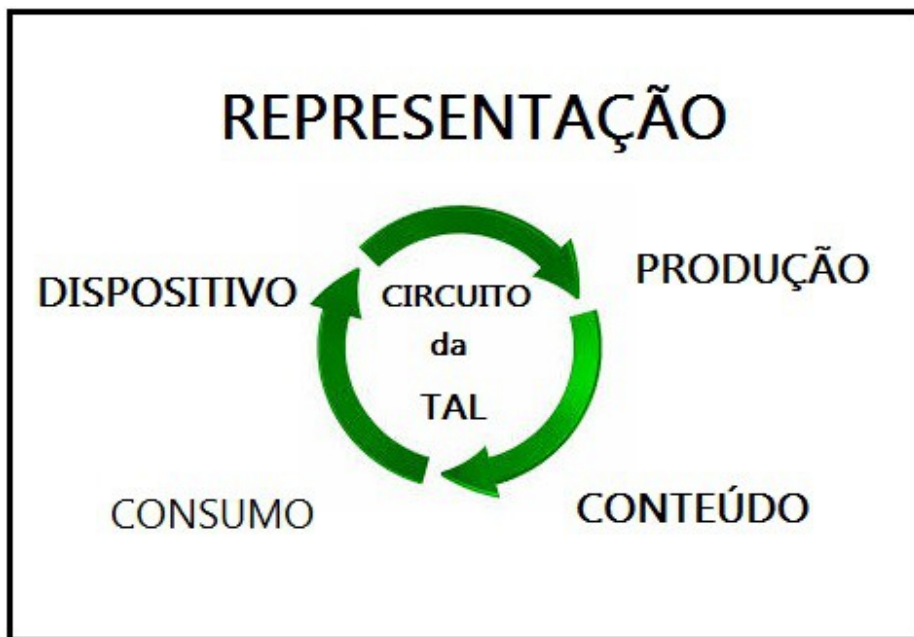 REPRESENTAÇÃO
DISPOSITIVO
PRODUÇÃO
CIRCUITO
da
TAL
CONSUMO
CONTEÚDO